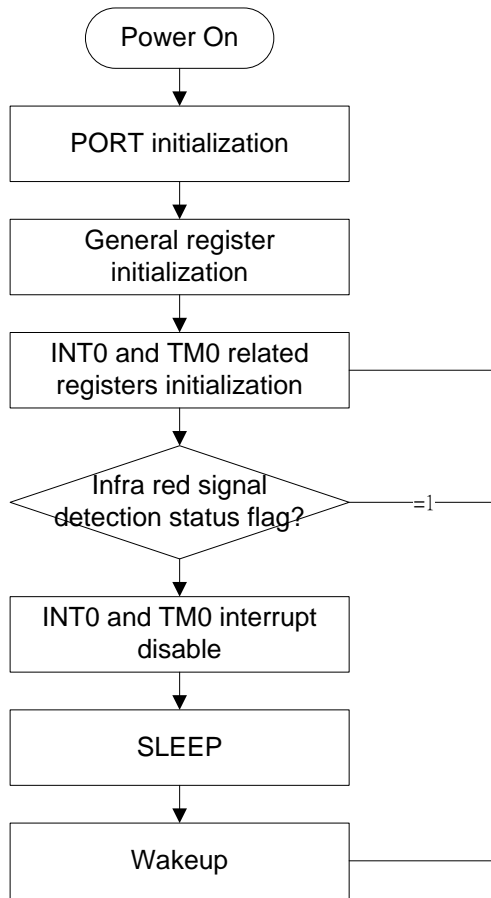 Power On
PORT initialization
General register
initialization
INT0 and TM0 related
registers initialization
Infra red signal
detection status flag?
=1
INT0 and TM0 interrupt
disable
SLEEP
Wakeup